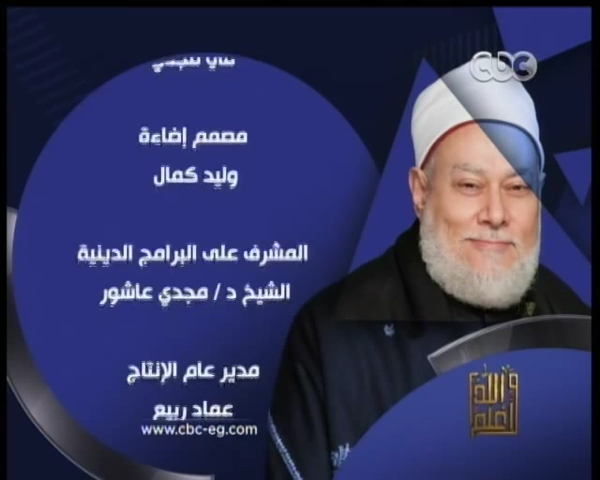 CBC
مصمم إضاءة
وليد كمال
المشرف على البرامج الدينية
الشيخ د / مجدي عاشور
مدير عام الإنتاج
عماد ربيع
www.cbc-eg.com
والله أعلم